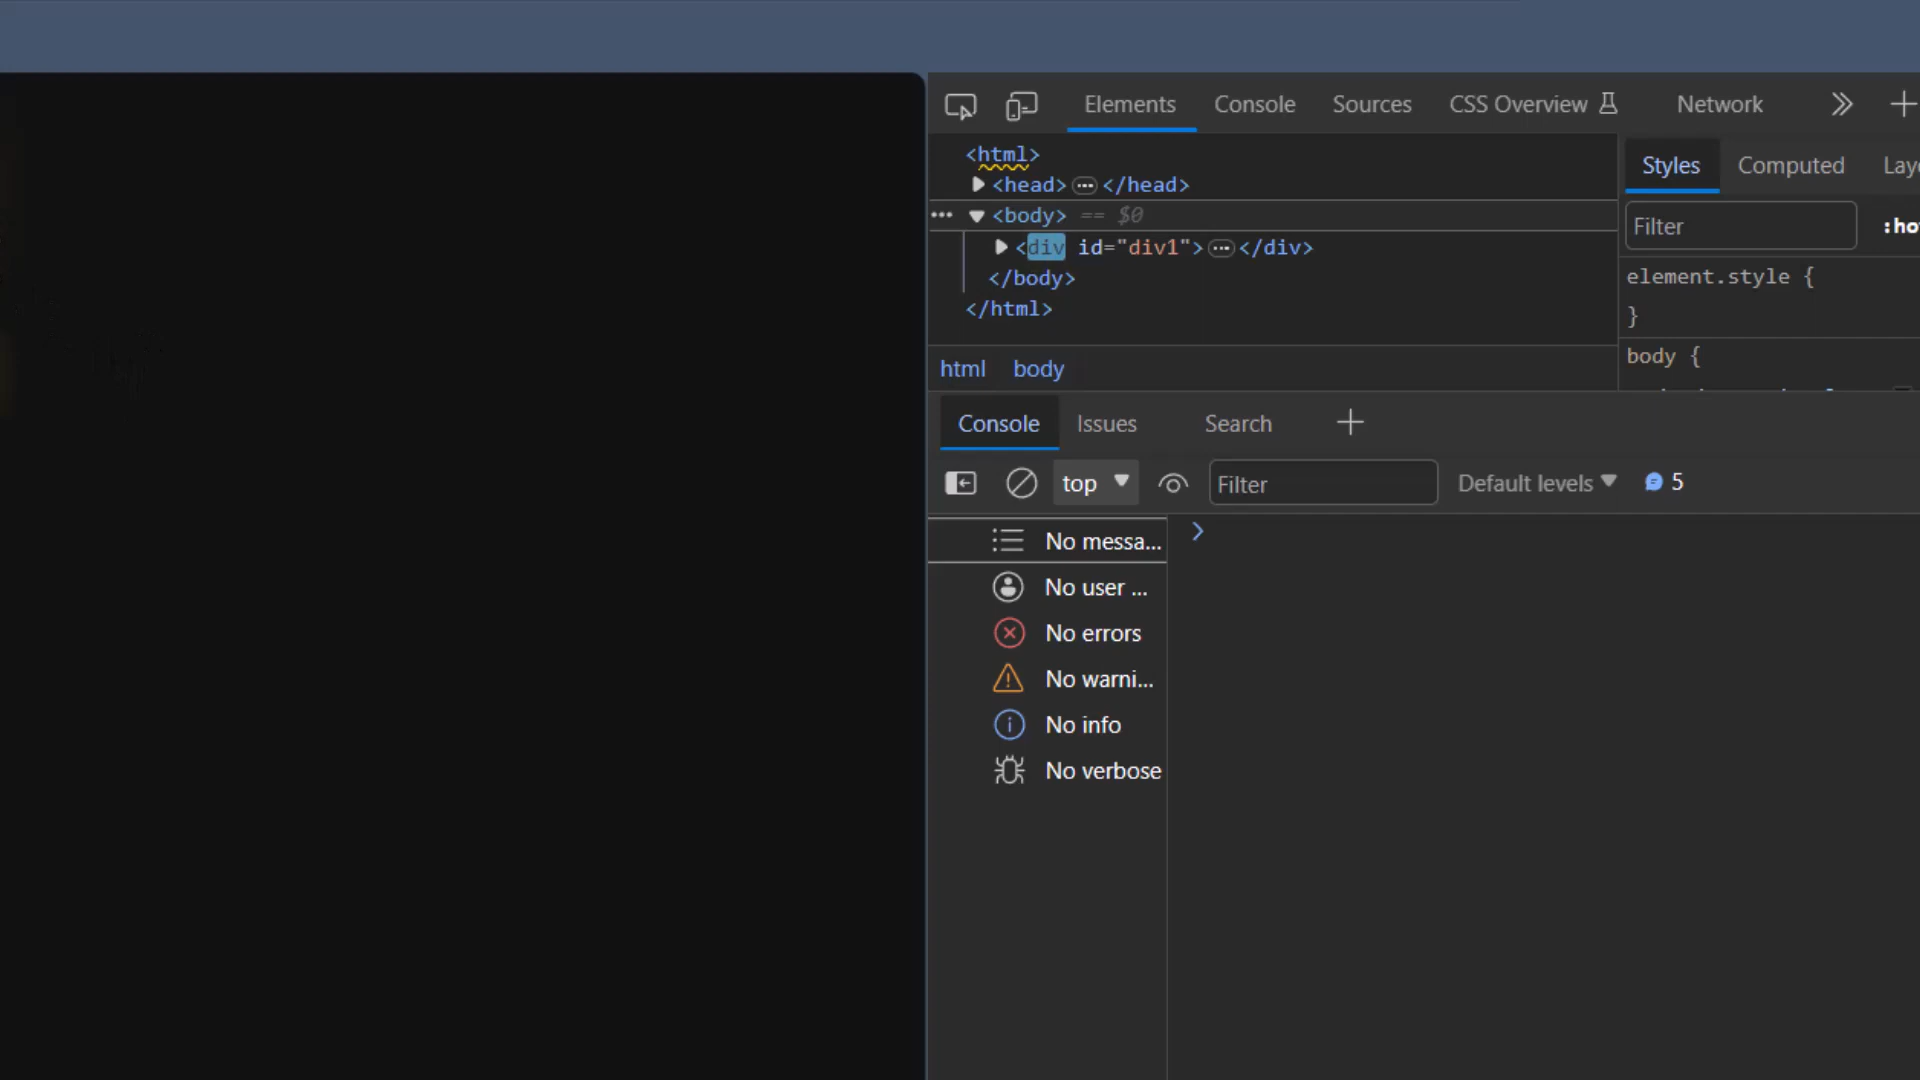 Elements Console Sources CSS Overview Network
<html>
<head> ··· </head>
··· <body> == $0
<div id="div1"> ··· </div>
</body>
</html>
html body
Styles Computed Lay
Filter :ho
element.style {
}
body {
Console Issues Search
top Filter Default levels 5
No messa...
No user ...
No errors
No warni...
No info
No verbose